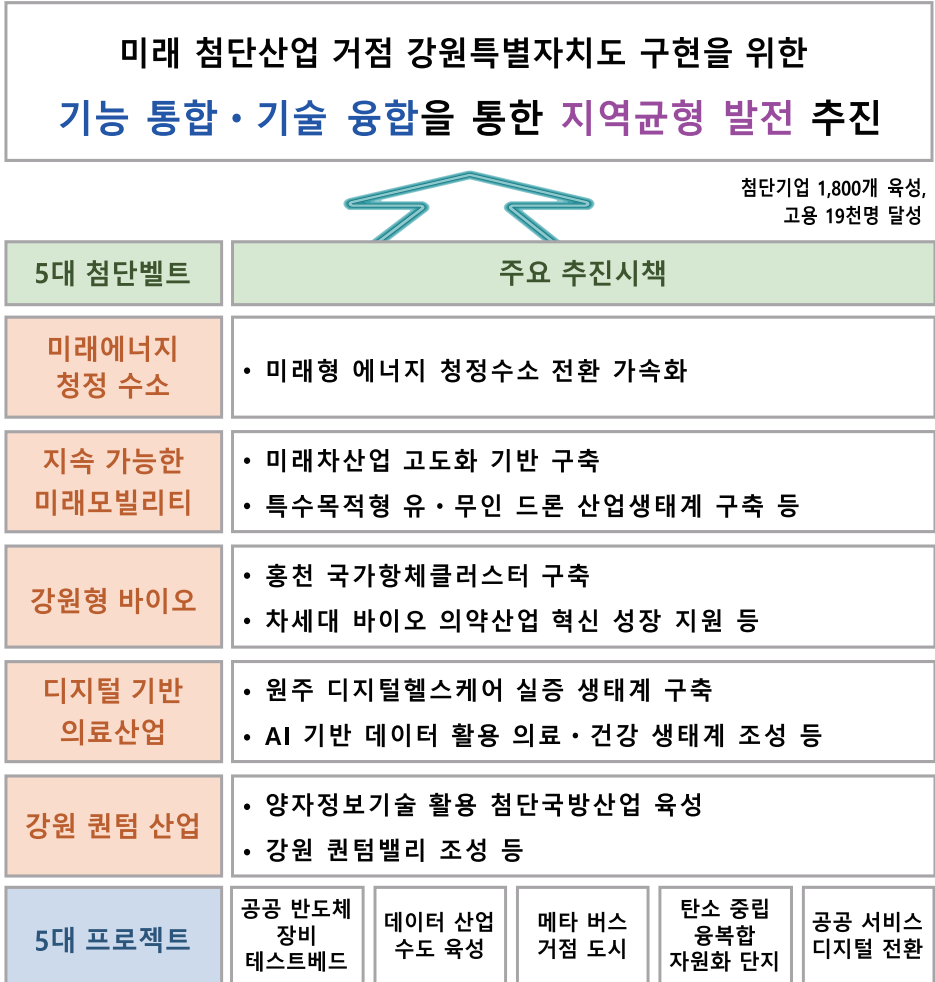 미래 첨단산업 거점 강원특별자치도 구현을 위한
기능 통합·기술 융합을 통한 지역균형 발전 추진
첨단기업 1,800개 육성,
고용 19천명 달성
5대 첨단벨트
주요 추진시책
미래에너지
청정 수소
• 미래형 에너지 청정수소 전환 가속화
지속 가능한
미래모빌리티
• 미래차산업 고도화 기반 구축
• 특수목적형 유·무인 드론 산업생태계 구축 등
강원형 바이오
• 홍천 국가항체클러스터 구축
• 차세대 바이오 의약산업 혁신 성장 지원 등
디지털 기반
의료산업
• 원주 디지털헬스케어 실증 생태계 구축
• AI 기반 데이터 활용 의료·건강 생태계 조성 등
강원 퀀텀 산업
• 양자정보기술 활용 첨단국방산업 육성
• 강원 퀀텀밸리 조성 등
5대 프로젝트
공공 반도체
장비
테스트베드
데이터 산업
수도 육성
메타 버스
거점 도시
탄소 중립
융복합
자원화 단지
공공 서비스
디지털 전환